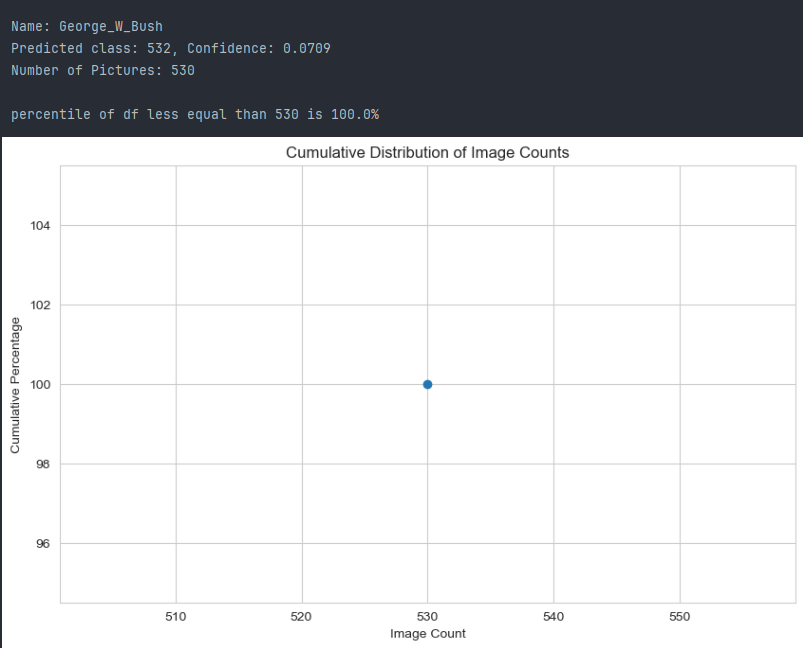 Name: George_W_Bush
Predicted class: 532, Confidence: 0.0709
Number of Pictures: 530
percentile of df less equal than 530 is 100.0%
Cumulative Distribution of Image Counts
104
102
100
98
96
Cumulative Percentage
510 520 530 540 550
Image Count